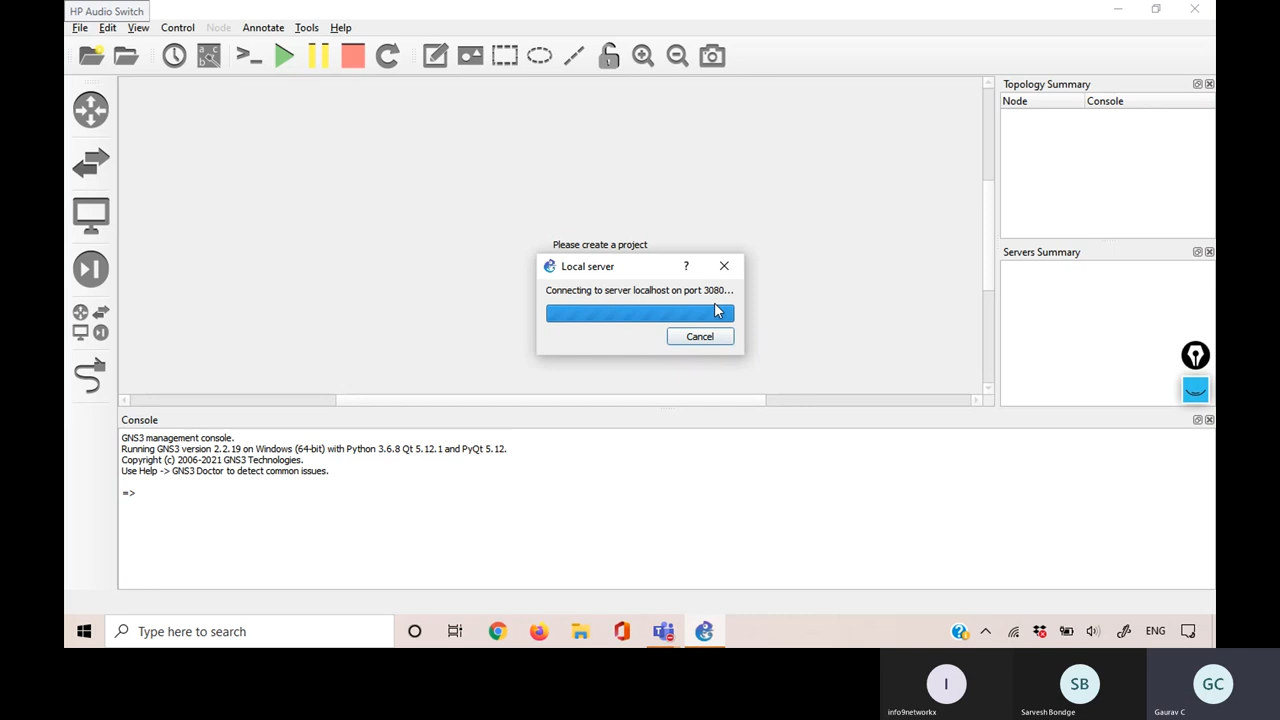 HP Audio Switch
File Edit View Control Node Annotate Tools Help
Topology Summary
Node Console
Please create a project
Local server ?
Connecting to server localhost on port 3080...
Cancel
Servers Summary
Console
GNS3 management console.
Running GNS3 version 2.2.19 on Windows (64-bit) with Python 3.6.8 Qt 5.12.1 and PyQt 5.12.
Copyright (c) 2006-2021 GNS3 Technologies.
Use Help -> GNS3 Doctor to detect common issues.
=>
Type here to search
ENG
I
SB
GC
info9networkx
Sarvesh Bondge
Gaurav C